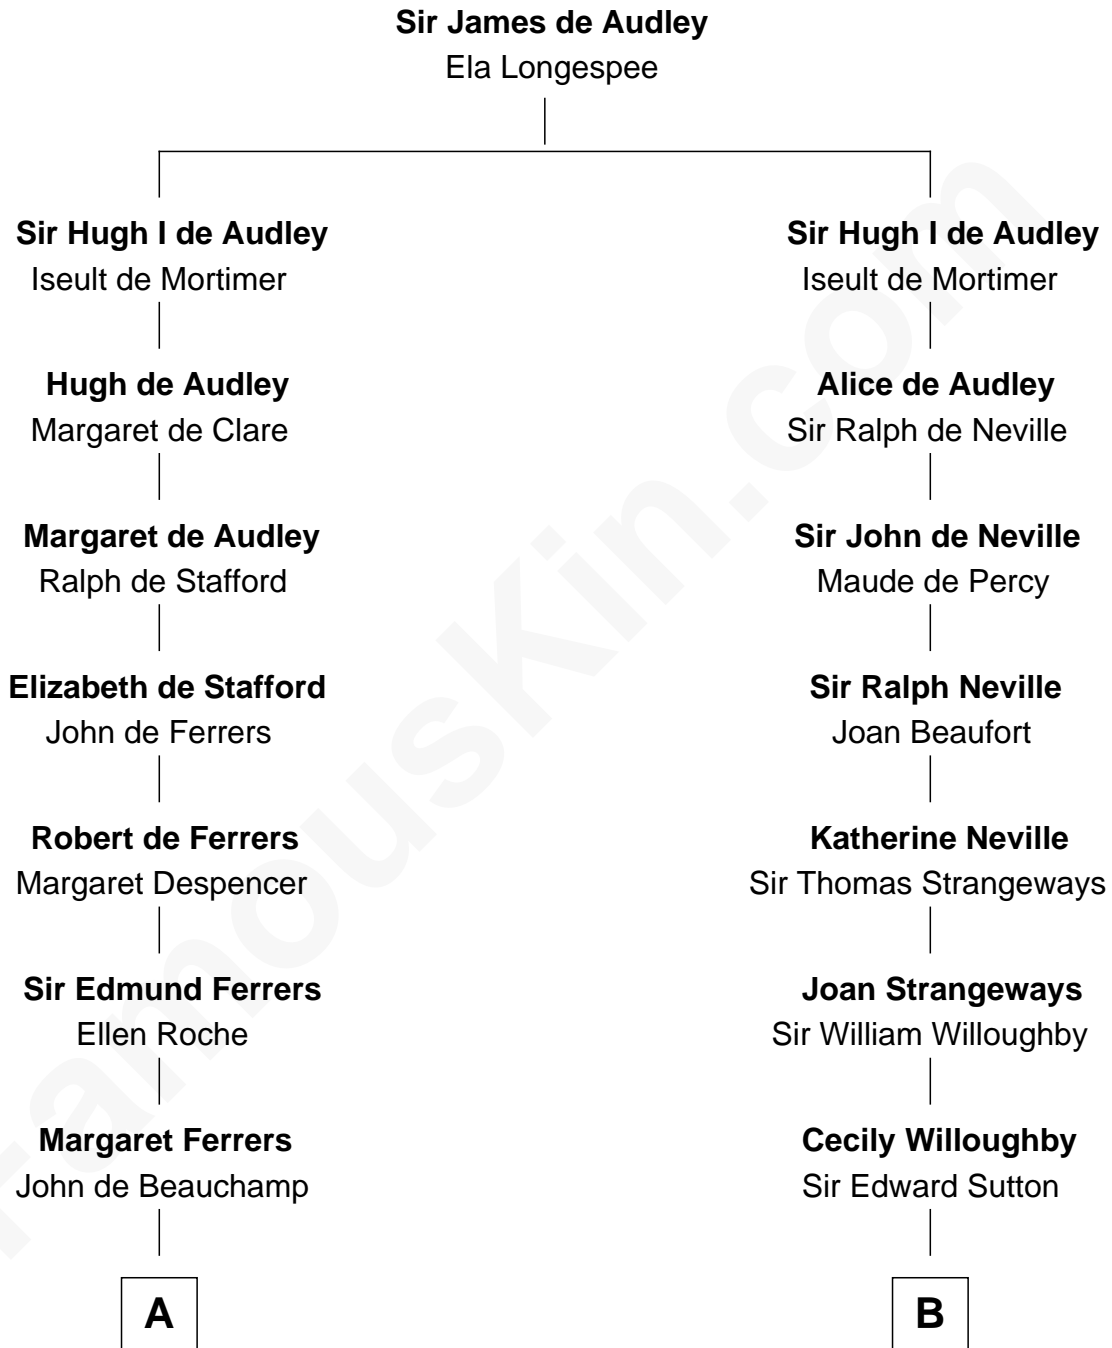 Sir James de Audley
Ela Longespee
Sir Hugh I de Audley
Iseult de Mortimer
Hugh de Audley
Margaret de Clare
Margaret de Audley
Ralph de Stafford
Elizabeth de Stafford
John de Ferrers
Robert de Ferrers
Margaret Despencer
Sir Edmund Ferrers
Ellen Roche
Margaret Ferrers
John de Beauchamp
A
Sir Hugh I de Audley
Iseult de Mortimer
Alice de Audley
Sir Ralph de Neville
Sir John de Neville
Maude de Percy
Sir Ralph Neville
Joan Beaufort
Katherine Neville
Sir Thomas Strangeways
Joan Strangeways
Sir William Willoughby
Cecily Willoughby
Sir Edward Sutton
B
FamousKin.com